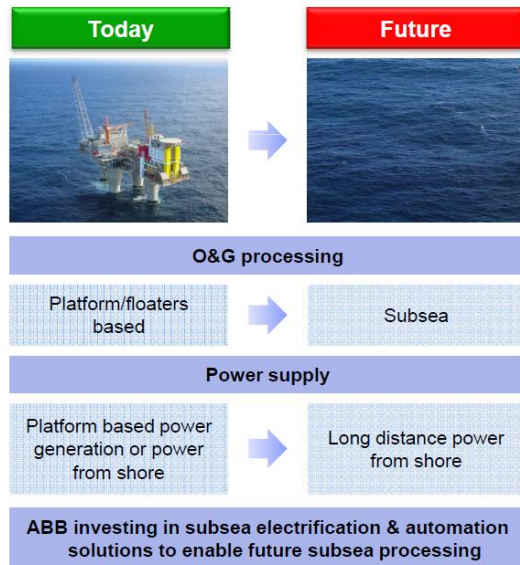 Today
Future
O&G processing
Platform/floaters
based
Subsea
Power supply
Platform based power
generation or power
from shore
Long distance power
from shore
ABB investing in subsea electrification & automation
solutions to enable future subsea processing